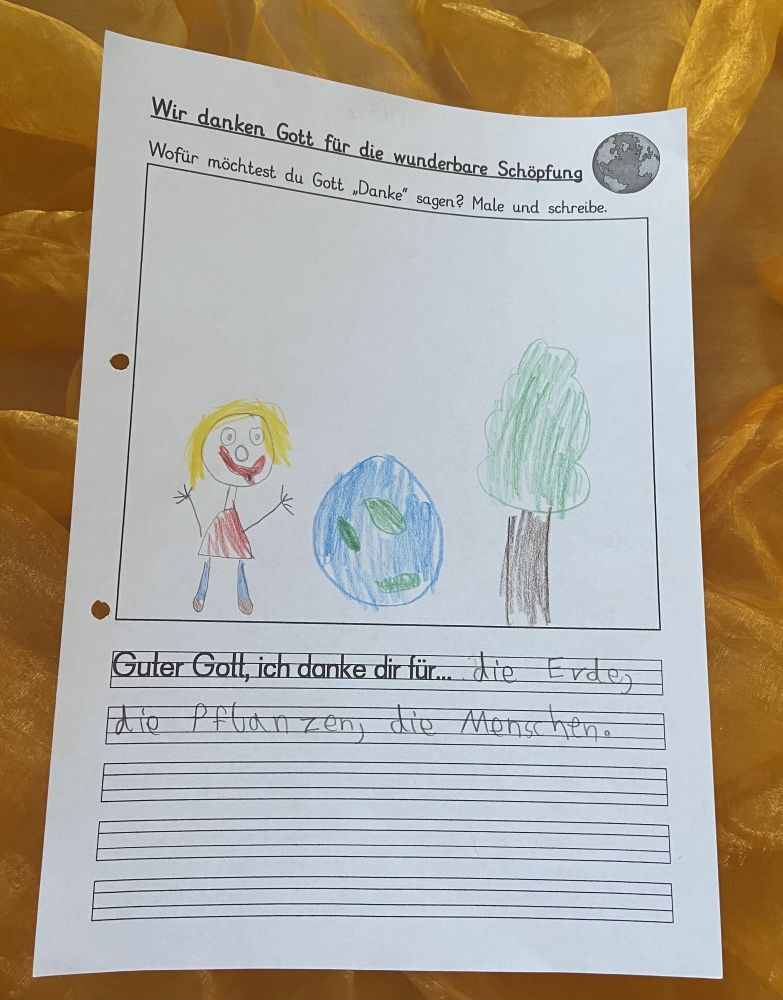 Wir danken Gott für die wunderbare Schöpfung
Wofür möchtest du Gott „Danke“ sagen? Male und schreibe.
Guter Gott, ich danke dir für... die Erde,
die Pflanzen, die Menschen.